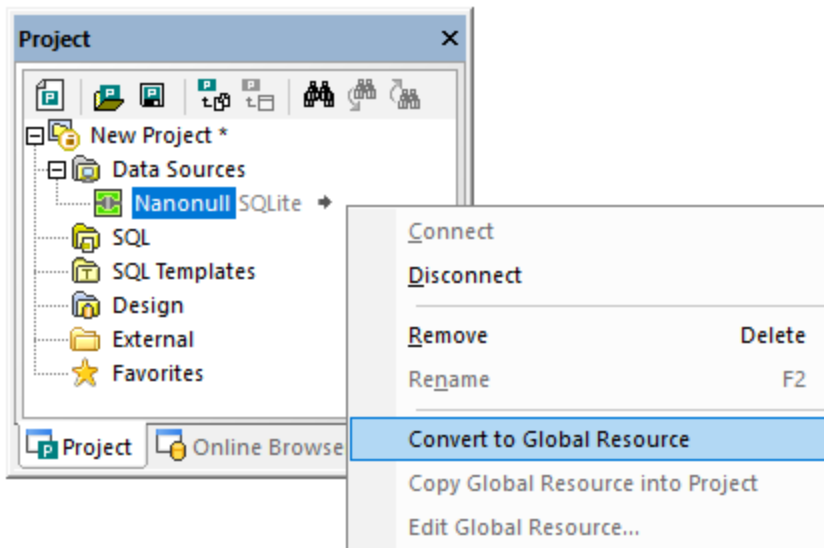 Project
New Project *
Data Sources
Nanonull SQLite
SQL
SQL Templates
Design
External
Favorites
Project Online Browse
Connect
Disconnect
Remove Delete
Rename F2
Convert to Global Resource
Copy Global Resource into Project
Edit Global Resource...